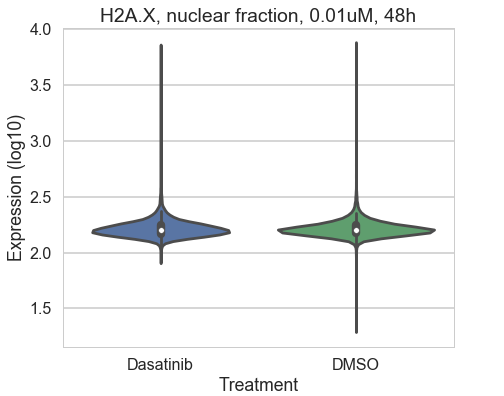 H2A.X, nuclear fraction, 0.01uM, 48h
4.0
3.5
3.0
2.5
2.0
1.5
Expression (log10)
Dasatinib DMSO
Treatment